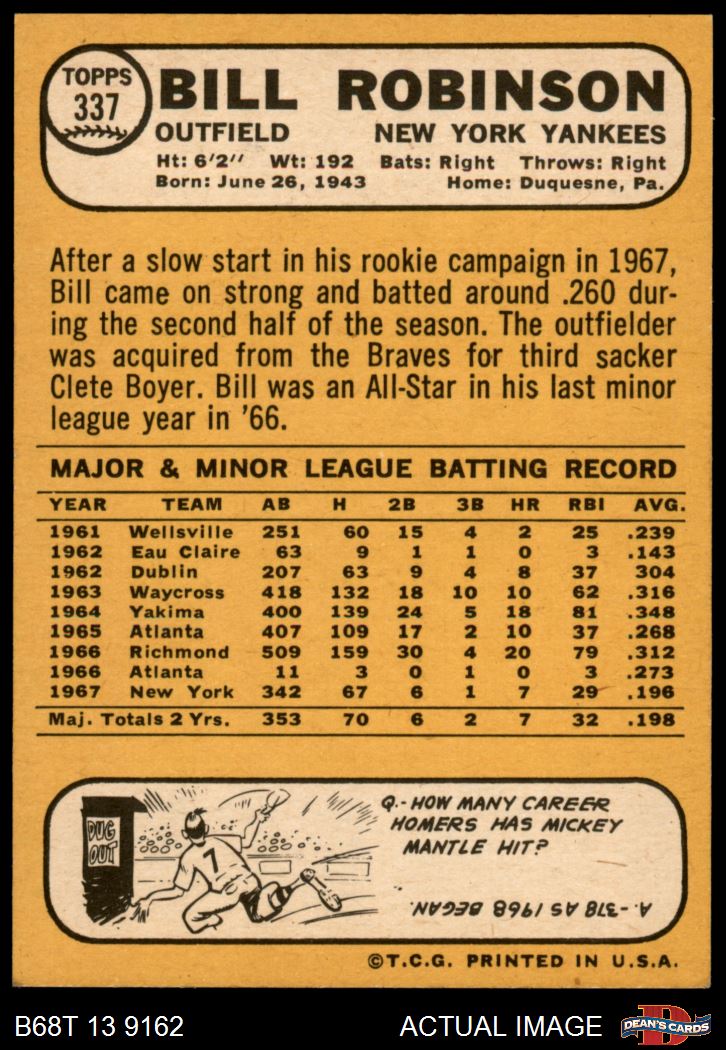 TOPPS
337
BILL ROBINSON
OUTFIELD NEW YORK YANKEES
Ht: 6'2'' Wt: 192 Bats: Right Throws: Right
Born: June 26, 1943 Home: Duquesne, Pa.
After a slow start in his rookie campaign in 1967,
Bill came on strong and batted around .260 dur-
ing the second half of the season. The outfielder
was acquired from the Braves for third sacker
Clete Boyer. Bill was an All-Star in his last minor
league year in '66.
MAJOR & MINOR LEAGUE BATTING RECORD
YEAR TEAM AB H 2B 3B HR RBI AVG.
1961 Wellsville 251 60 15 4 2 25 .239
1962 Eau Claire 63 9 1 1 0 3 .143
1962 Dublin 207 63 9 4 8 37 304
1963 Waycross 418 132 18 10 10 62 .316
1964 Yakima 400 139 24 5 18 81 .348
1965 Atlanta 407 109 17 2 10 37 .268
1966 Richmond 509 159 30 4 20 79 .312
1966 Atlanta 11 3 0 1 0 3 .273
1967 New York 342 67 6 1 7 29 .196
Maj. Totals 2 Yrs. 353 70 6 2 7 32 .198
DUG
OUT
7
Q.- HOW MANY CAREER
HOMERS HAS MICKEY
MANTLE HIT?
A.- 378 AS 1968 BEGAN.
©T.C.G. PRINTED IN U.S.A.
B68T 13 9162 ACTUAL IMAGE
D
DEAN'S CARDS